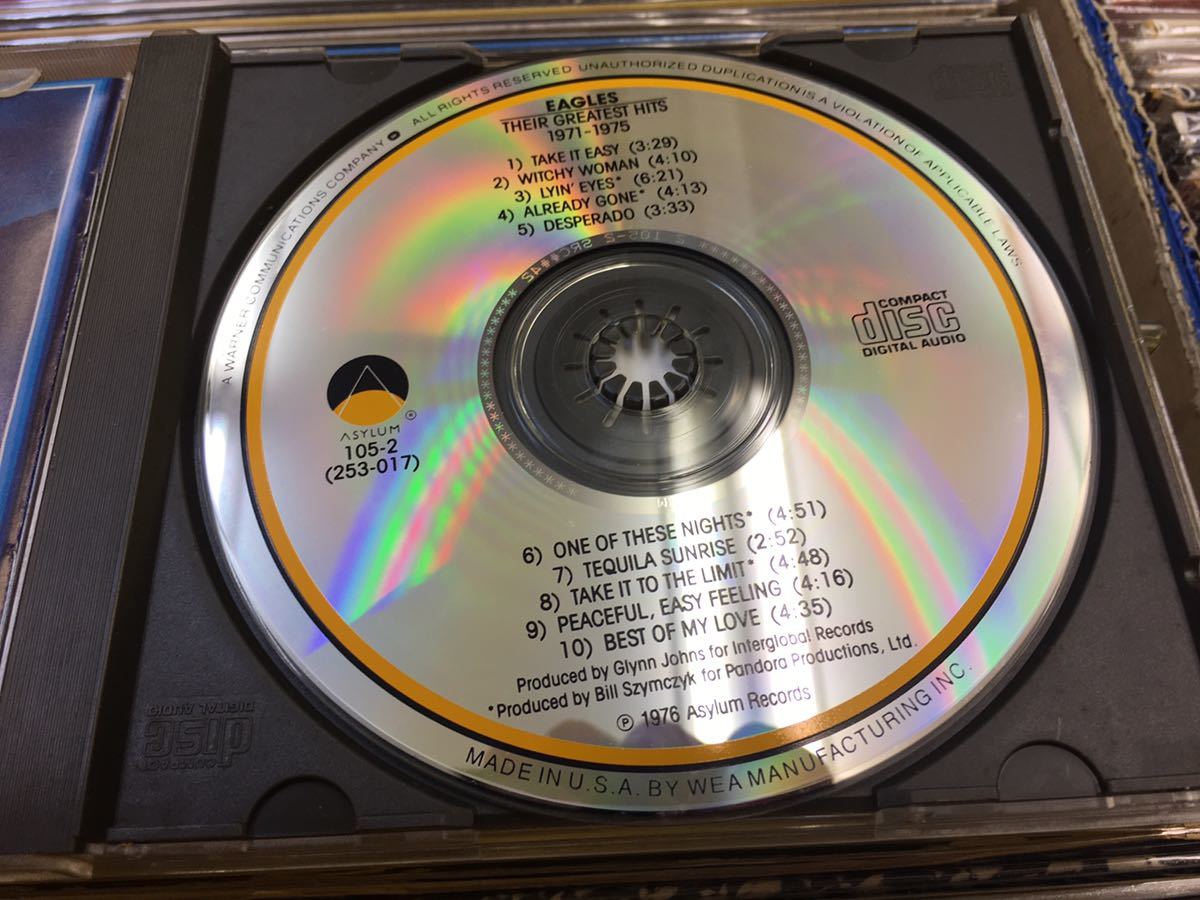 A WARNER COMMUNICATIONS COMPANY ALL RIGHTS RESERVED UNAUTHORIZED DUPLICATION IS A VIOLATION OF APPLICABLE LAWS
EAGLES
THEIR GREATEST HITS
1971-1975
1) TAKE IT EASY (3:29)
2) WITCHY WOMAN (4:10)
3) LYIN' EYES* (6:21)
4) ALREADY GONE* (4:13)
5) DESPERADO (3:33)
COMPACT
disc
DIGITAL AUDIO
ASYLUM ®
105-2
(253-017)
6) ONE OF THESE NIGHTS* (4:51)
7) TEQUILA SUNRISE (2:52)
8) TAKE IT TO THE LIMIT* (4:48)
9) PEACEFUL, EASY FEELING (4:16)
10) BEST OF MY LOVE (4:35)
Produced by Glynn Johns for Interglobal Records
*Produced by Bill Szymczyk for Pandora Productions, Ltd.
℗ 1976 Asylum Records
MADE IN U.S.A. BY WEA MANUFACTURING INC.
COMPACT
disc
DIGITAL AUDIO